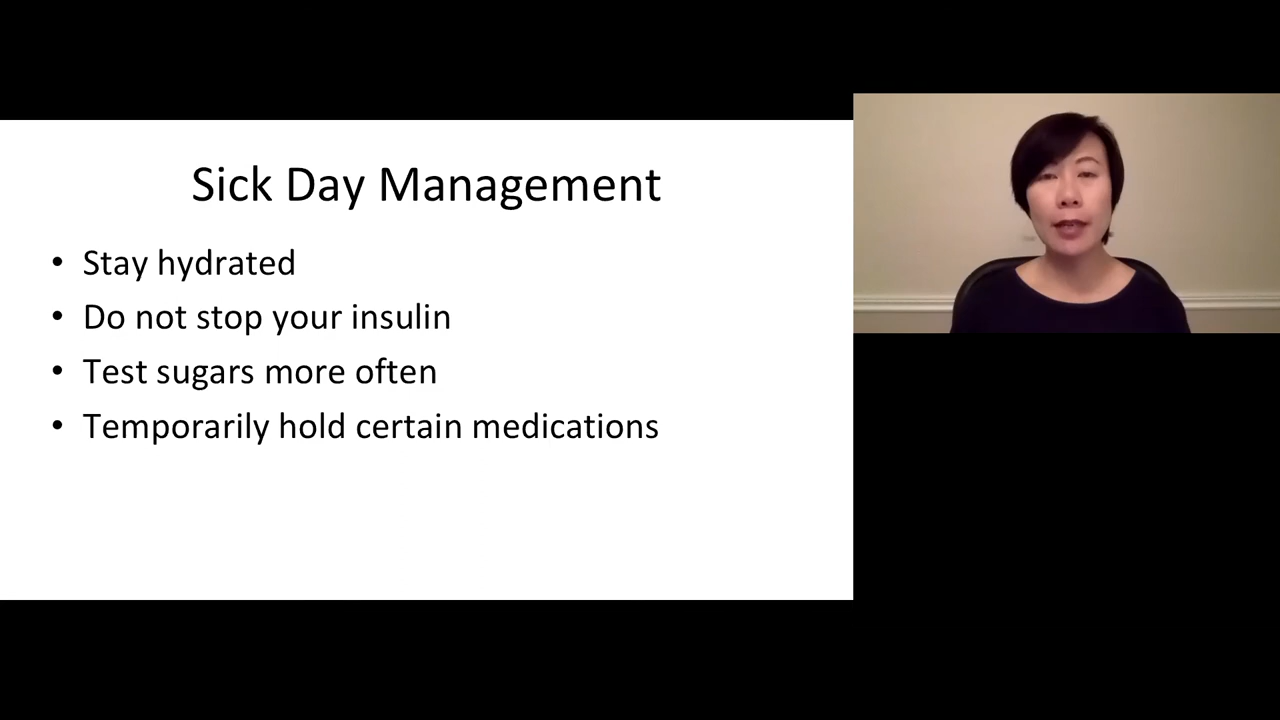 Sick Day Management
• Stay hydrated
• Do not stop your insulin
• Test sugars more often
• Temporarily hold certain medications